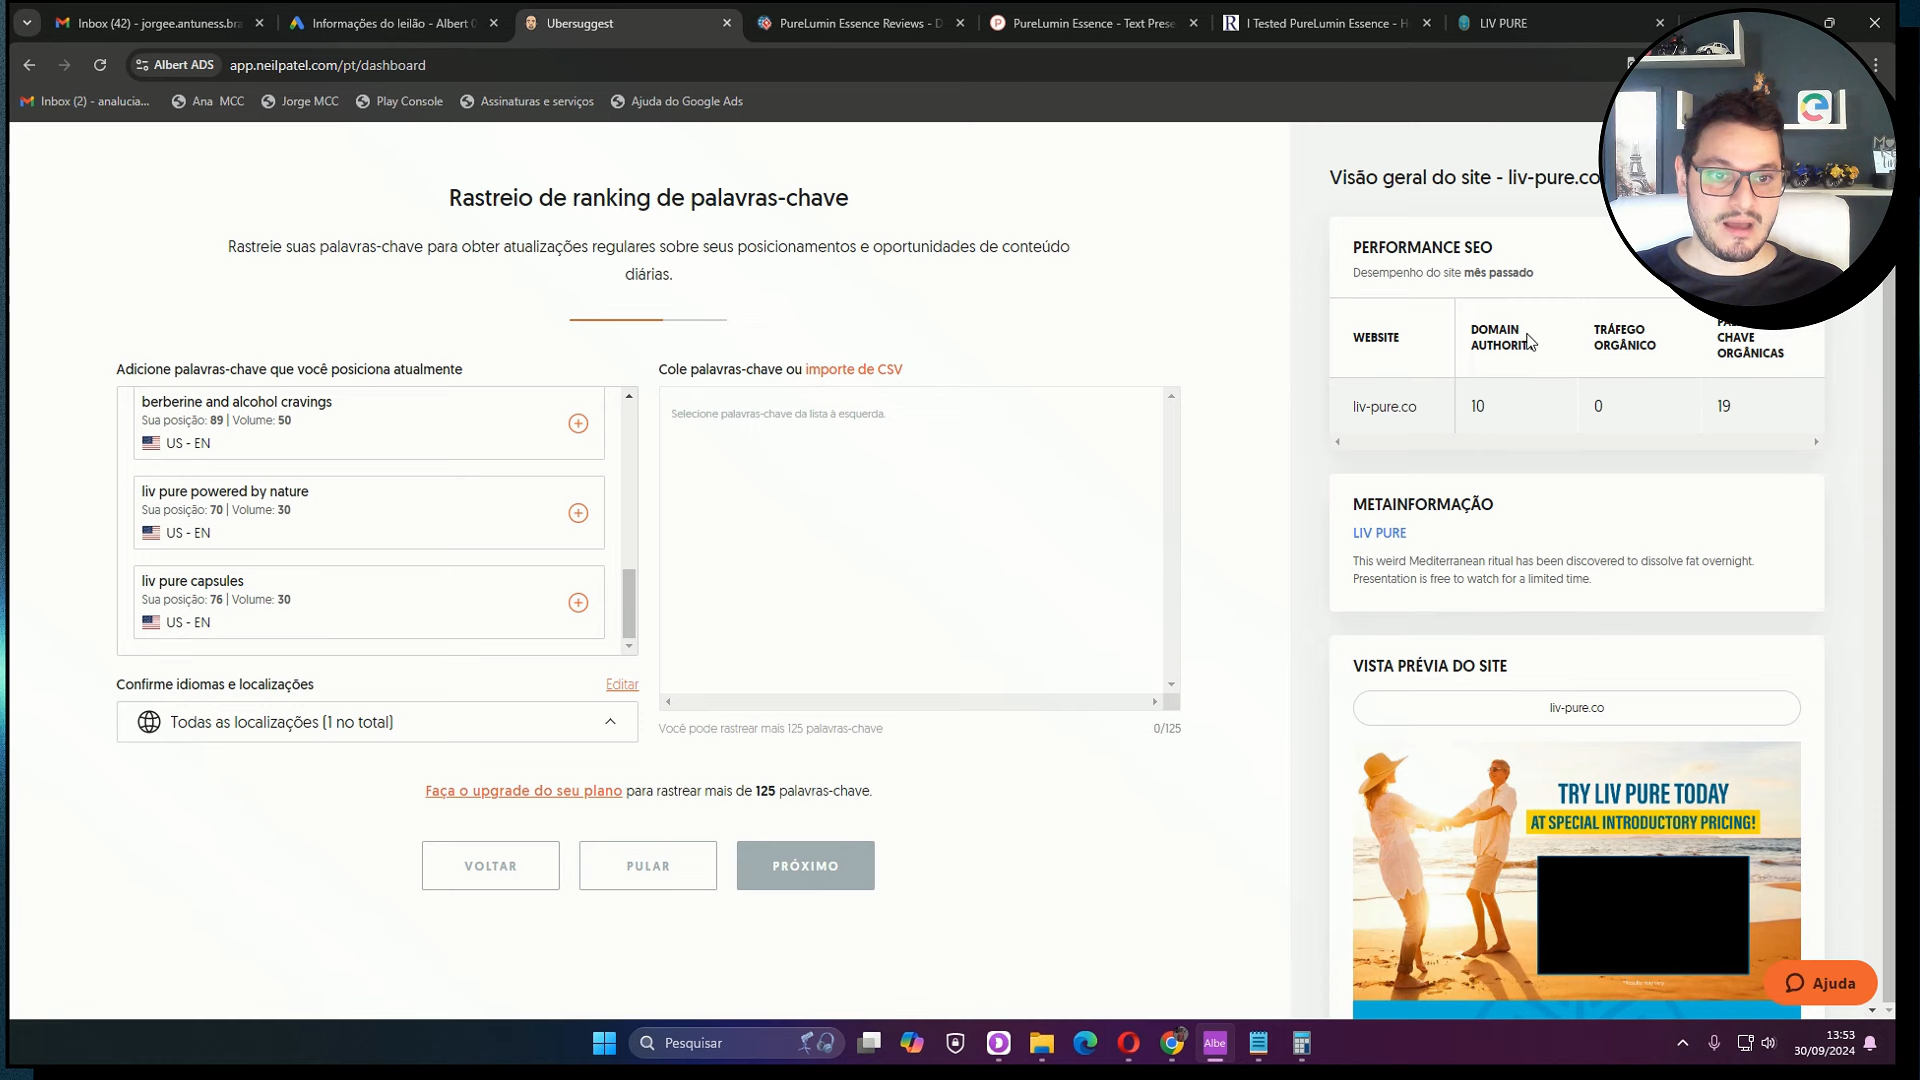 Inbox (42) - jorgee.antuness.bra
Informações do leilão - Albert
Ubersuggest
PureLumin Essence Reviews - D
PureLumin Essence - Text Prese
I Tested PureLumin Essence - H
LIV PURE
Albert ADS
app.neilpatel.com/pt/dashboard
Inbox (2) - analucia...
Ana MCC
Jorge MCC
Play Console
Assinaturas e serviços
Ajuda do Google Ads
Rastreio de ranking de palavras-chave
Rastreie suas palavras-chave para obter atualizações regulares sobre seus posicionamentos e oportunidades de conteúdo
diárias.
Adicione palavras-chave que você posiciona atualmente
berberine and alcohol cravings
Sua posição: 89 | Volume: 50
US - EN
liv pure powered by nature
Sua posição: 70 | Volume: 30
US - EN
liv pure capsules
Sua posição: 76 | Volume: 30
US - EN
Confirme idiomas e localizações
Editar
Todas as localizações (1 no total)
Cole palavras-chave ou importe de CSV
Selecione palavras-chave da lista à esquerda.
Você pode rastrear mais 125 palavras-chave
0/125
Faça o upgrade do seu plano para rastrear mais de 125 palavras-chave.
VOLTAR
PULAR
PRÓXIMO
Visão geral do site - liv-pure.co
PERFORMANCE SEO
Desempenho do site mês passado
WEBSITE
DOMAIN
AUTHORIT
TRÁFEGO
ORGÂNICO
CHAVE
ORGÂNICAS
liv-pure.co
10
0
19
METAINFORMAÇÃO
LIV PURE
This weird Mediterranean ritual has been discovered to dissolve fat overnight.
Presentation is free to watch for a limited time.
VISTA PRÉVIA DO SITE
liv-pure.co
TRY LIV PURE TODAY
AT SPECIAL INTRODUCTORY PRICING!
Ajuda
Pesquisar
Albe
13:53
30/09/2024